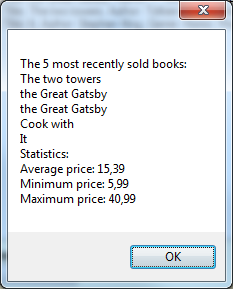 The 5 most recently sold books:
The two towers
the Great Gatsby
the Great Gatsby
Cook with
It
Statistics:
Average price: 15,39
Minimum price: 5,99
Maximum price: 40,99
OK